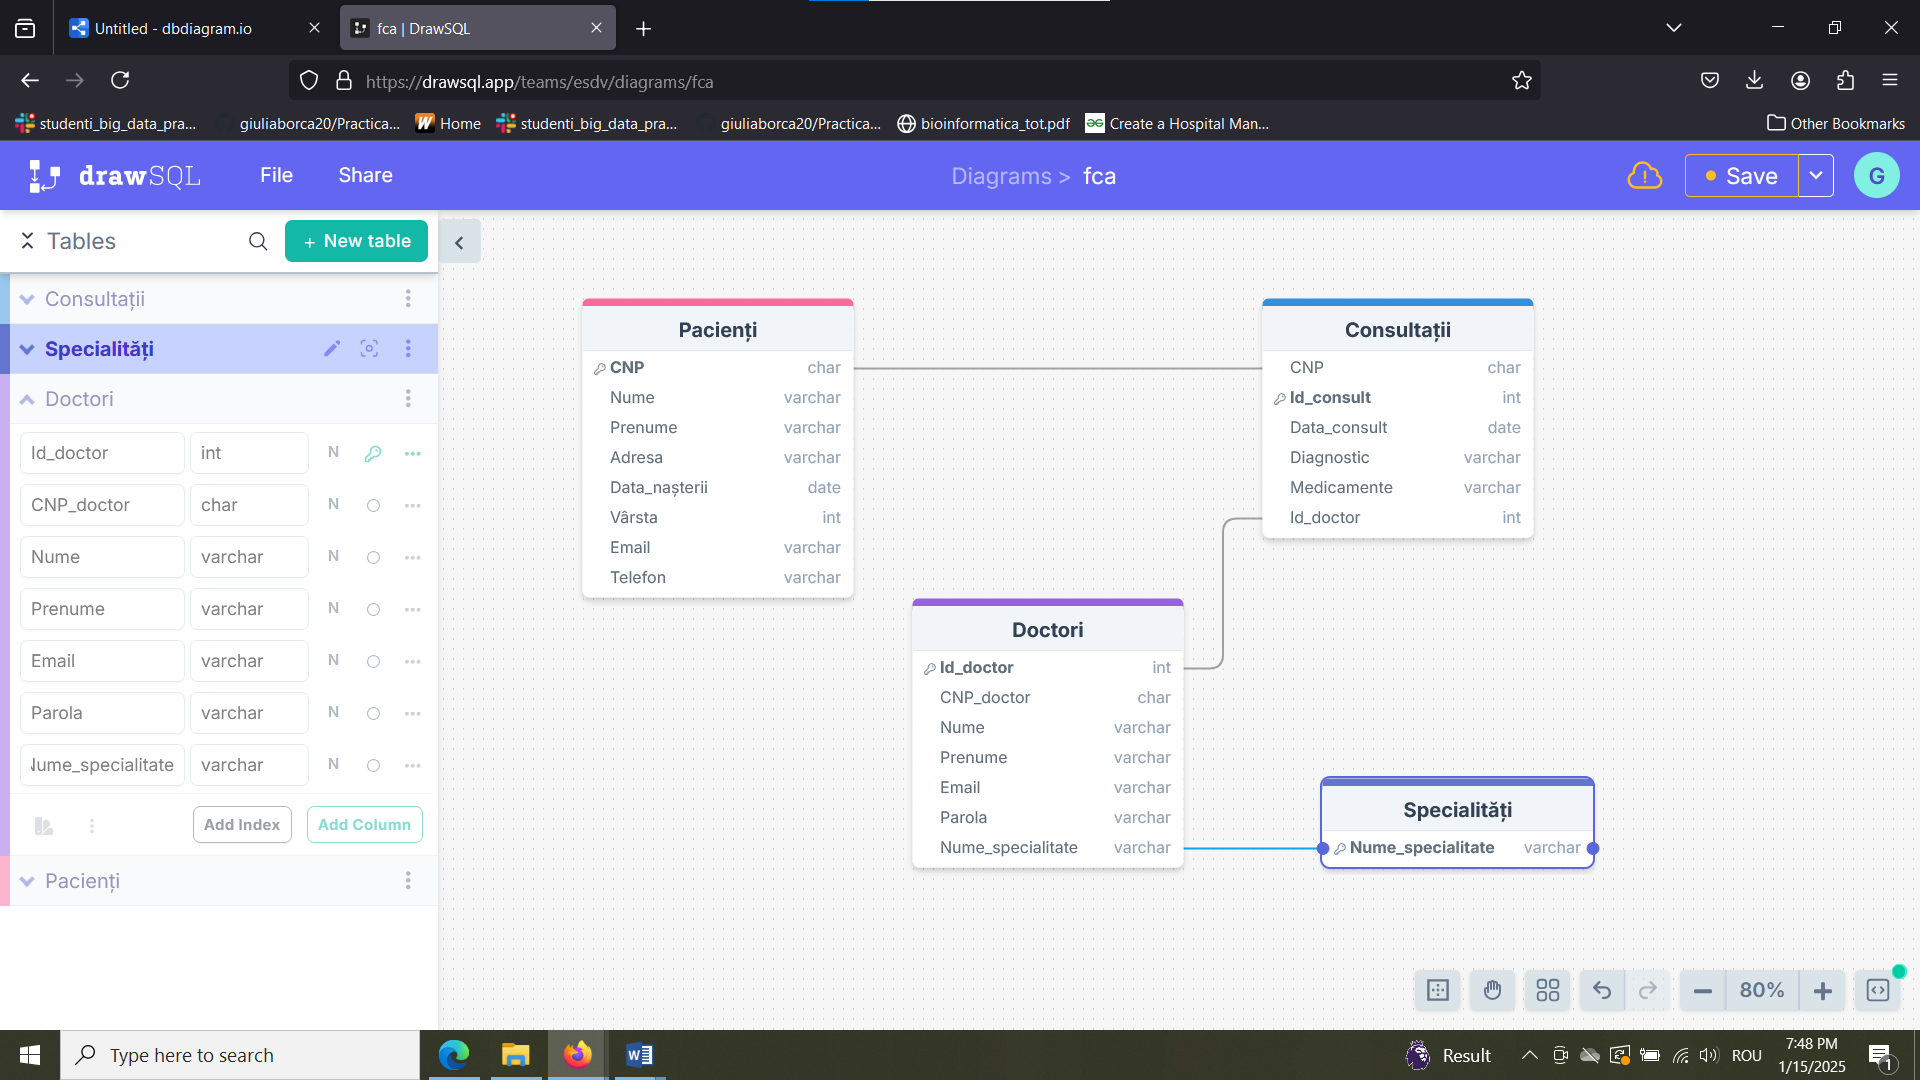 Untitled - dbdiagram.io
fca | DrawSQL
https://drawsql.app/teams/esdv/diagrams/fca
studenti_big_data_pra...
giuliaborca20/Practica...
Home
studenti_big_data_pra...
giuliaborca20/Practica...
bioinformatica_tot.pdf
Create a Hospital Man...
Other Bookmarks
drawSQL
File
Share
Diagrams > fca
Save
G
Tables
+ New table
Consultații
Specialități
Doctori
Id_doctor int N
CNP_doctor char N
Nume varchar N
Prenume varchar N
Email varchar N
Parola varchar N
Nume_specialitate varchar N
Add Index
Add Column
Pacienți
Pacienți
CNP char
Nume varchar
Prenume varchar
Adresa varchar
Data_nașterii date
Vârsta int
Email varchar
Telefon varchar
Consultații
CNP char
Id_consult int
Data_consult date
Diagnostic varchar
Medicamente varchar
Id_doctor int
Doctori
Id_doctor int
CNP_doctor char
Nume varchar
Prenume varchar
Email varchar
Parola varchar
Nume_specialitate varchar
Specialități
Nume_specialitate varchar
80%
Type here to search
Result
ROU
7:48 PM
1/15/2025
1